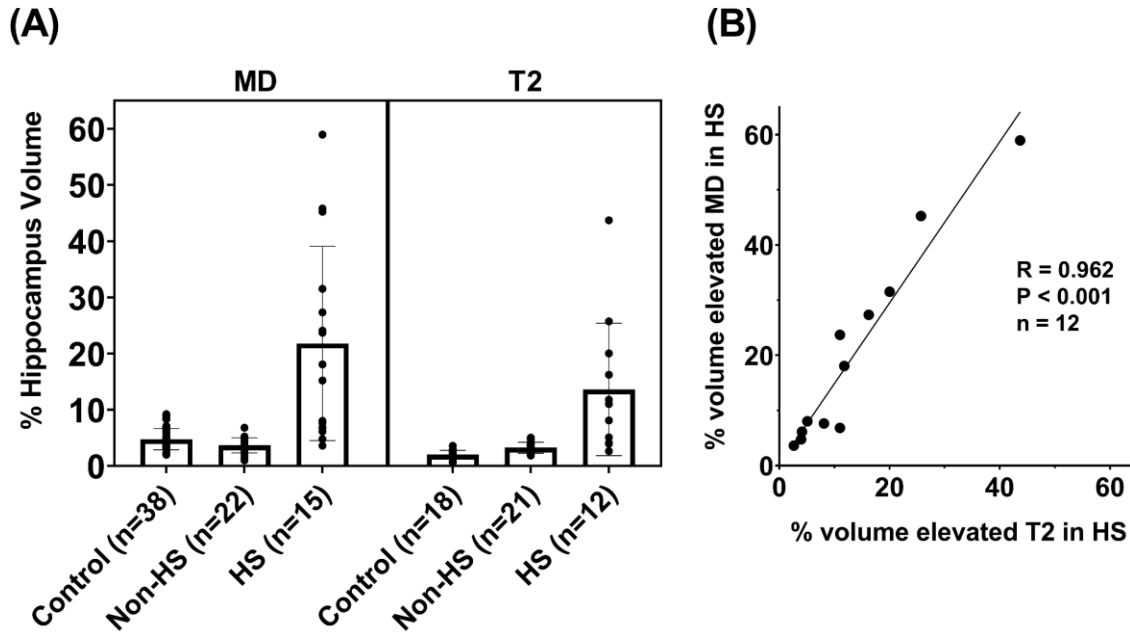 (A)
MD
T2
% Hippocampus Volume
60
50
40
30
20
10
0
Control (n=38)
Non-HS (n=22)
HS (n=15)
Control (n=18)
Non-HS (n=21)
HS (n=12)
(B)
% volume elevated MD in HS
60
40
20
0
R = 0.962
P < 0.001
n = 12
0
20
40
60
% volume elevated T2 in HS